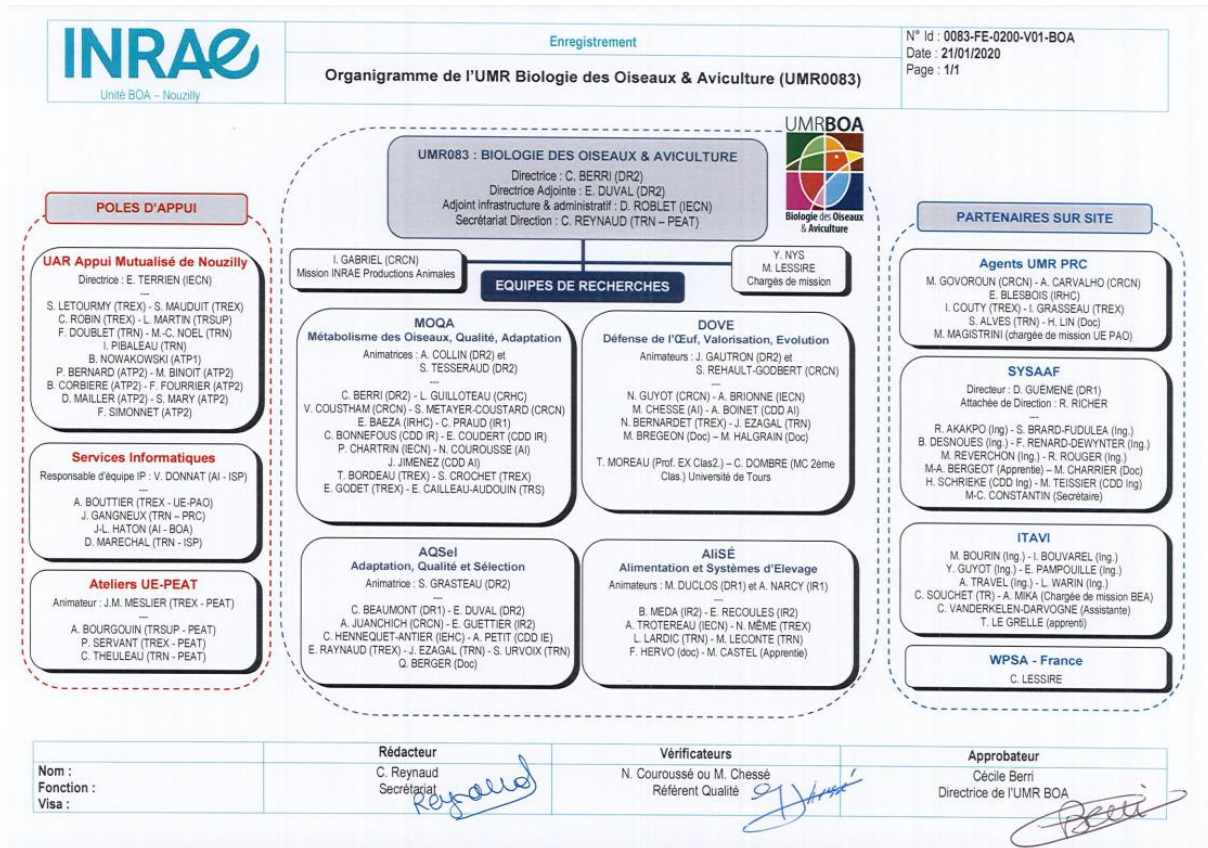 INRAE
Unité BOA – Nouzilly
Enregistrement
Organigramme de l'UMR Biologie des Oiseaux & Aviculture (UMR0083)
N° Id : 0083-FE-0200-V01-BOA
Date : 21/01/2020
Page : 1/1
UMR083 : BIOLOGIE DES OISEAUX & AVICULTURE
Directrice : C. BERRI (DR2)
Directrice Adjointe : E. DUVAL (DR2)
Adjoint infrastructure & administratif : D. ROBLET (IECN)
Secrétariat Direction : C. REYNAUD (TRN – PEAT)
UMRBOA
Biologie des Oiseaux
& Aviculture
I. GABRIEL (CRCN)
Mission INRAE Productions Animales
Y. NYS
M. LESSIRE
Chargés de mission
POLES D'APPUI
UAR Appui Mutualisé de Nouzilly
Directrice : E. TERRIEN (IECN)
---
S. LETOURMY (TREX) - S. MAUDUIT (TREX)
C. ROBIN (TREX) - L. MARTIN (TRSUP)
F. DOUBLET (TRN) - M.-C. NOEL (TRN)
I. PIBALEAU (TRN)
B. NOWAKOWSKI (ATP1)
P. BERNARD (ATP2) - M. BINOIT (ATP2)
B. CORBIERE (ATP2) - F. FOURRIER (ATP2)
D. MAILLER (ATP2) - S. MARY (ATP2)
F. SIMONNET (ATP2)
Services Informatiques
Responsable d'équipe IP : V. DONNAT (AI - ISP)
---
A. BOUTTIER (TREX - UE-PAO)
J. GANGNEUX (TRN – PRC)
J-L. HATON (AI - BOA)
D. MARECHAL (TRN - ISP)
Ateliers UE-PEAT
Animateur : J.M. MESLIER (TREX - PEAT)
---
A. BOURGOUIN (TRSUP - PEAT)
P. SERVANT (TREX - PEAT)
C. THEULEAU (TRN - PEAT)
EQUIPES DE RECHERCHES
MOQA
Métabolisme des Oiseaux, Qualité, Adaptation
Animatrices : A. COLLIN (DR2) et
S. TESSERAUD (DR2)
---
C. BERRI (DR2) - L. GUILLOTEAU (CRHC)
V. COUSTHAM (CRCN) - S. METAYER-COUSTARD (CRCN)
E. BAEZA (IRHC) - C. PRAUD (IR1)
C. BONNEFOUS (CDD IR) - E. COUDERT (CDD IR)
P. CHARTRIN (IECN) - N. COUROUSSE (AI)
J. JIMENEZ (CDD AI)
T. BORDEAU (TREX) - S. CROCHET (TREX)
E. GODET (TREX) - E. CAILLEAU-AUDOUIN (TRS)
DOVE
Défense de l'Œuf, Valorisation, Evolution
Animateurs : J. GAUTRON (DR2) et
S. REHAULT-GODBERT (CRCN)
---
N. GUYOT (CRCN) - A. BRIONNE (IECN)
M. CHESSE (AI) - A. BOINET (CDD AI)
N. BERNARDET (TREX) - J. EZAGAL (TRN)
M. BREGEON (Doc) – M. HALGRAIN (Doc)
T. MOREAU (Prof. EX Clas2.) – C. DOMBRE (MC 2ème
Clas.) Université de Tours
AQSel
Adaptation, Qualité et Sélection
Animatrice : S. GRASTEAU (DR2)
---
C. BEAUMONT (DR1) - E. DUVAL (DR2)
A. JUANCHICH (CRCN) - E. GUETTIER (IR2)
C. HENNEQUET-ANTIER (IEHC) - A. PETIT (CDD IE)
E. RAYNAUD (TREX) - J. EZAGAL (TRN) - S. URVOIX (TRN)
Q. BERGER (Doc)
AliSÉ
Alimentation et Systèmes d'Elevage
Animateurs : M. DUCLOS (DR1) et A. NARCY (IR1)
---
B. MEDA (IR2) - E. RECOULES (IR2)
A. TROTEREAU (IECN) - N. MÊME (TREX)
L. LARDIC (TRN) - M. LECONTE (TRN)
F. HERVO (doc) - M. CASTEL (Apprentie)
PARTENAIRES SUR SITE
Agents UMR PRC
M. GOVOROUN (CRCN) - A. CARVALHO (CRCN)
E. BLESBOIS (IRHC)
I. COUTY (TREX) - I. GRASSEAU (TREX)
S. ALVES (TRN) - H. LIN (Doc)
M. MAGISTRINI (chargée de mission UE PAO)
SYSAAF
Directeur : D. GUÉMENÉ (DR1)
Attachée de Direction : R. RICHER
---
R. AKAKPO (Ing) - S. BRARD-FUDULEA (Ing.)
B. DESNOUES (Ing.) - F. RENARD-DEWYNTER (Ing.)
M. REVERCHON (Ing.) - R. ROUGER (Ing.)
M-A. BERGEOT (Apprentie) – M. CHARRIER (Doc)
H. SCHRIEKE (CDD Ing) - M. TEISSIER (CDD Ing)
M-C. CONSTANTIN (Secrétaire)
ITAVI
M. BOURIN (Ing.) - I. BOUVAREL (Ing.)
Y. GUYOT (Ing.) - E. PAMPOUILLE (Ing.)
A. TRAVEL (Ing.) - L. WARIN (Ing.)
C. SOUCHET (TR) - A. MIKA (Chargée de mission BEA)
C. VANDERKELEN-DARVOGNE (Assistante)
T. LE GRELLE (apprenti)
WPSA - France
C. LESSIRE
Nom :
Fonction :
Visa :
Rédacteur
C. Reynaud
Secrétariat
Reynaud
Vérificateurs
N. Couroussé ou M. Chessé
Référent Qualité
Approbateur
Cécile Berri
Directrice de l'UMR BOA
Berri